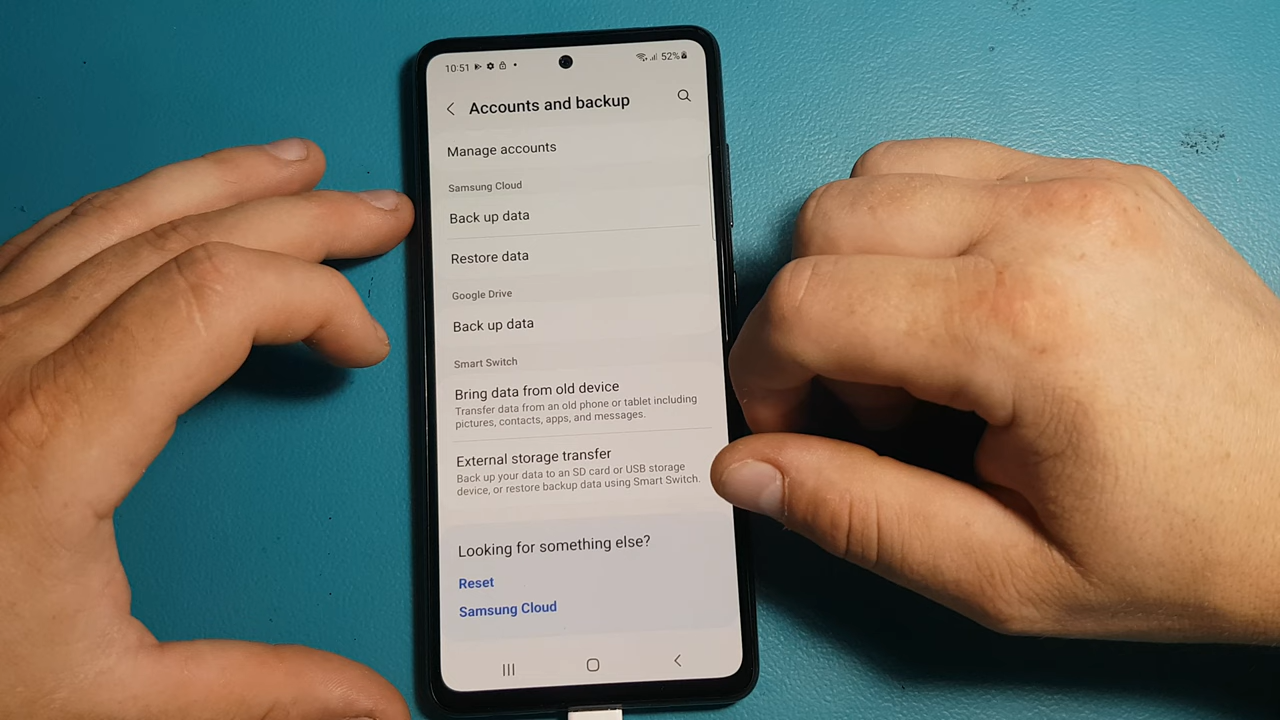 10:51
52%
Accounts and backup
Manage accounts
Samsung Cloud
Back up data
Restore data
Google Drive
Back up data
Smart Switch
Bring data from old device
Transfer data from an old phone or tablet including
pictures, contacts, apps, and messages.
External storage transfer
Back up your data to an SD card or USB storage
device, or restore backup data using Smart Switch.
Looking for something else?
Reset
Samsung Cloud